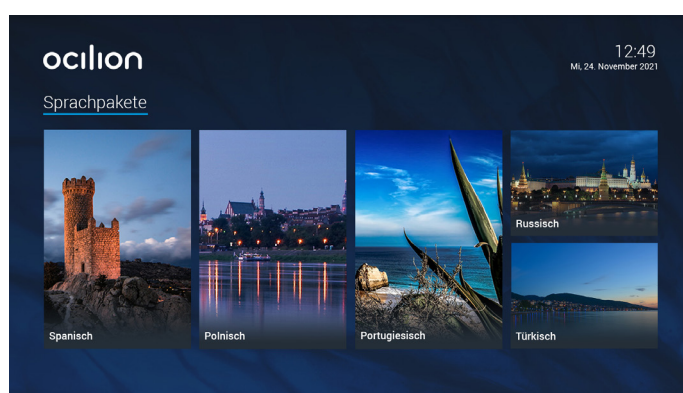 ocilion
12:49
Mi, 24. November 2021
Sprachpakete
Spanisch
Polnisch
Portugiesisch
Russisch
Türkisch